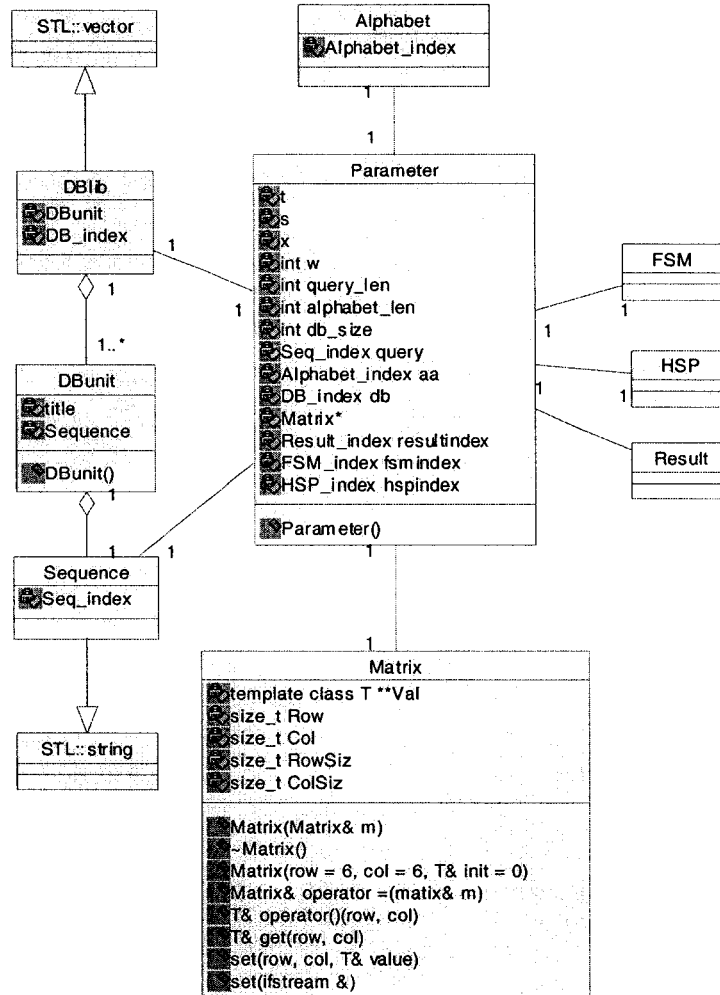 STL::vector
Alphabet
Alphabet_index
1
1
DBlib
DBunit
DB_index
1
1
1
1..*
Parameter
t
s
x
int w
int query_len
int alphabet_len
int db_size
Seq_index query
Alphabet_index aa
DB_index db
Matrix*
Result_index resultindex
FSM_index fsmindex
HSP_index hspindex
Parameter()
FSM
1
1
HSP
1
1
Result
DBunit
title
Sequence
DBunit()
1
1
1
Sequence
Seq_index
STL::string
1
1
Matrix
template class T **Val
size_t Row
size_t Col
size_t RowSiz
size_t ColSiz
Matrix(Matrix& m)
~Matrix()
Matrix(row = 6, col = 6, T& init = 0)
Matrix& operator =(matix& m)
T& operator()(row, col)
T& get(row, col)
set(row, col, T& value)
set(ifstream &)